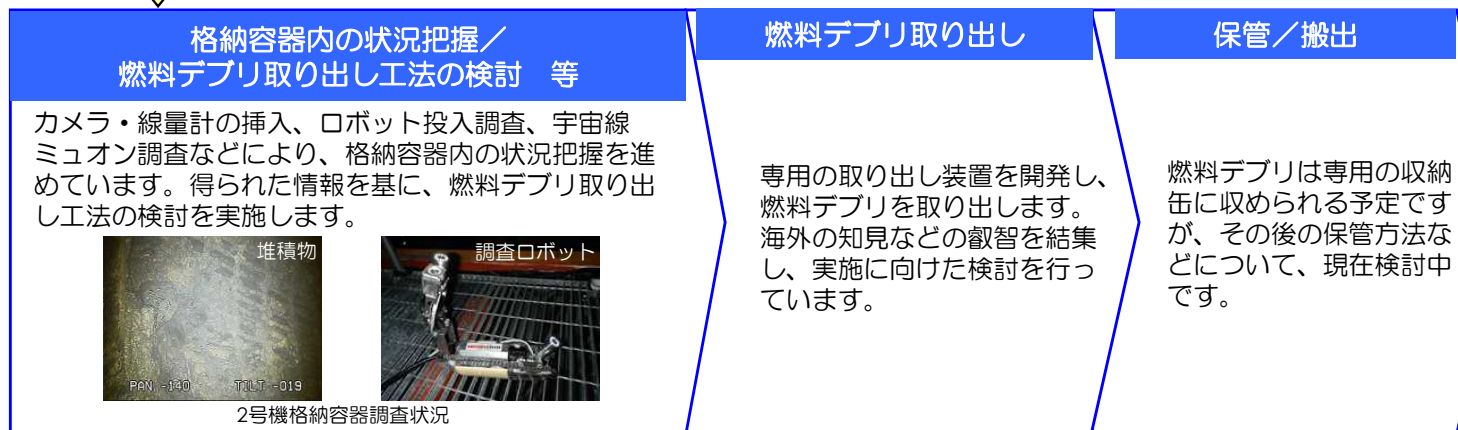 格納容器内の状況把握／
燃料デブリ取り出し工法の検討　等
カメラ・線量計の挿入、ロボット投入調査、宇宙線
ミュオン調査などにより、格納容器内の状況把握を進
めています。得られた情報を基に、燃料デブリ取り出
し工法の検討を実施します。
堆積物
PAN -140 TILT -019
調査ロボット
2号機格納容器調査状況
燃料デブリ取り出し
専用の取り出し装置を開発し、
燃料デブリを取り出します。
海外の知見などの叡智を結集
し、実施に向けた検討を行っ
ています。
保管／搬出
燃料デブリは専用の収納
缶に収められる予定です
が、その後の保管方法な
どについて、現在検討中
です。